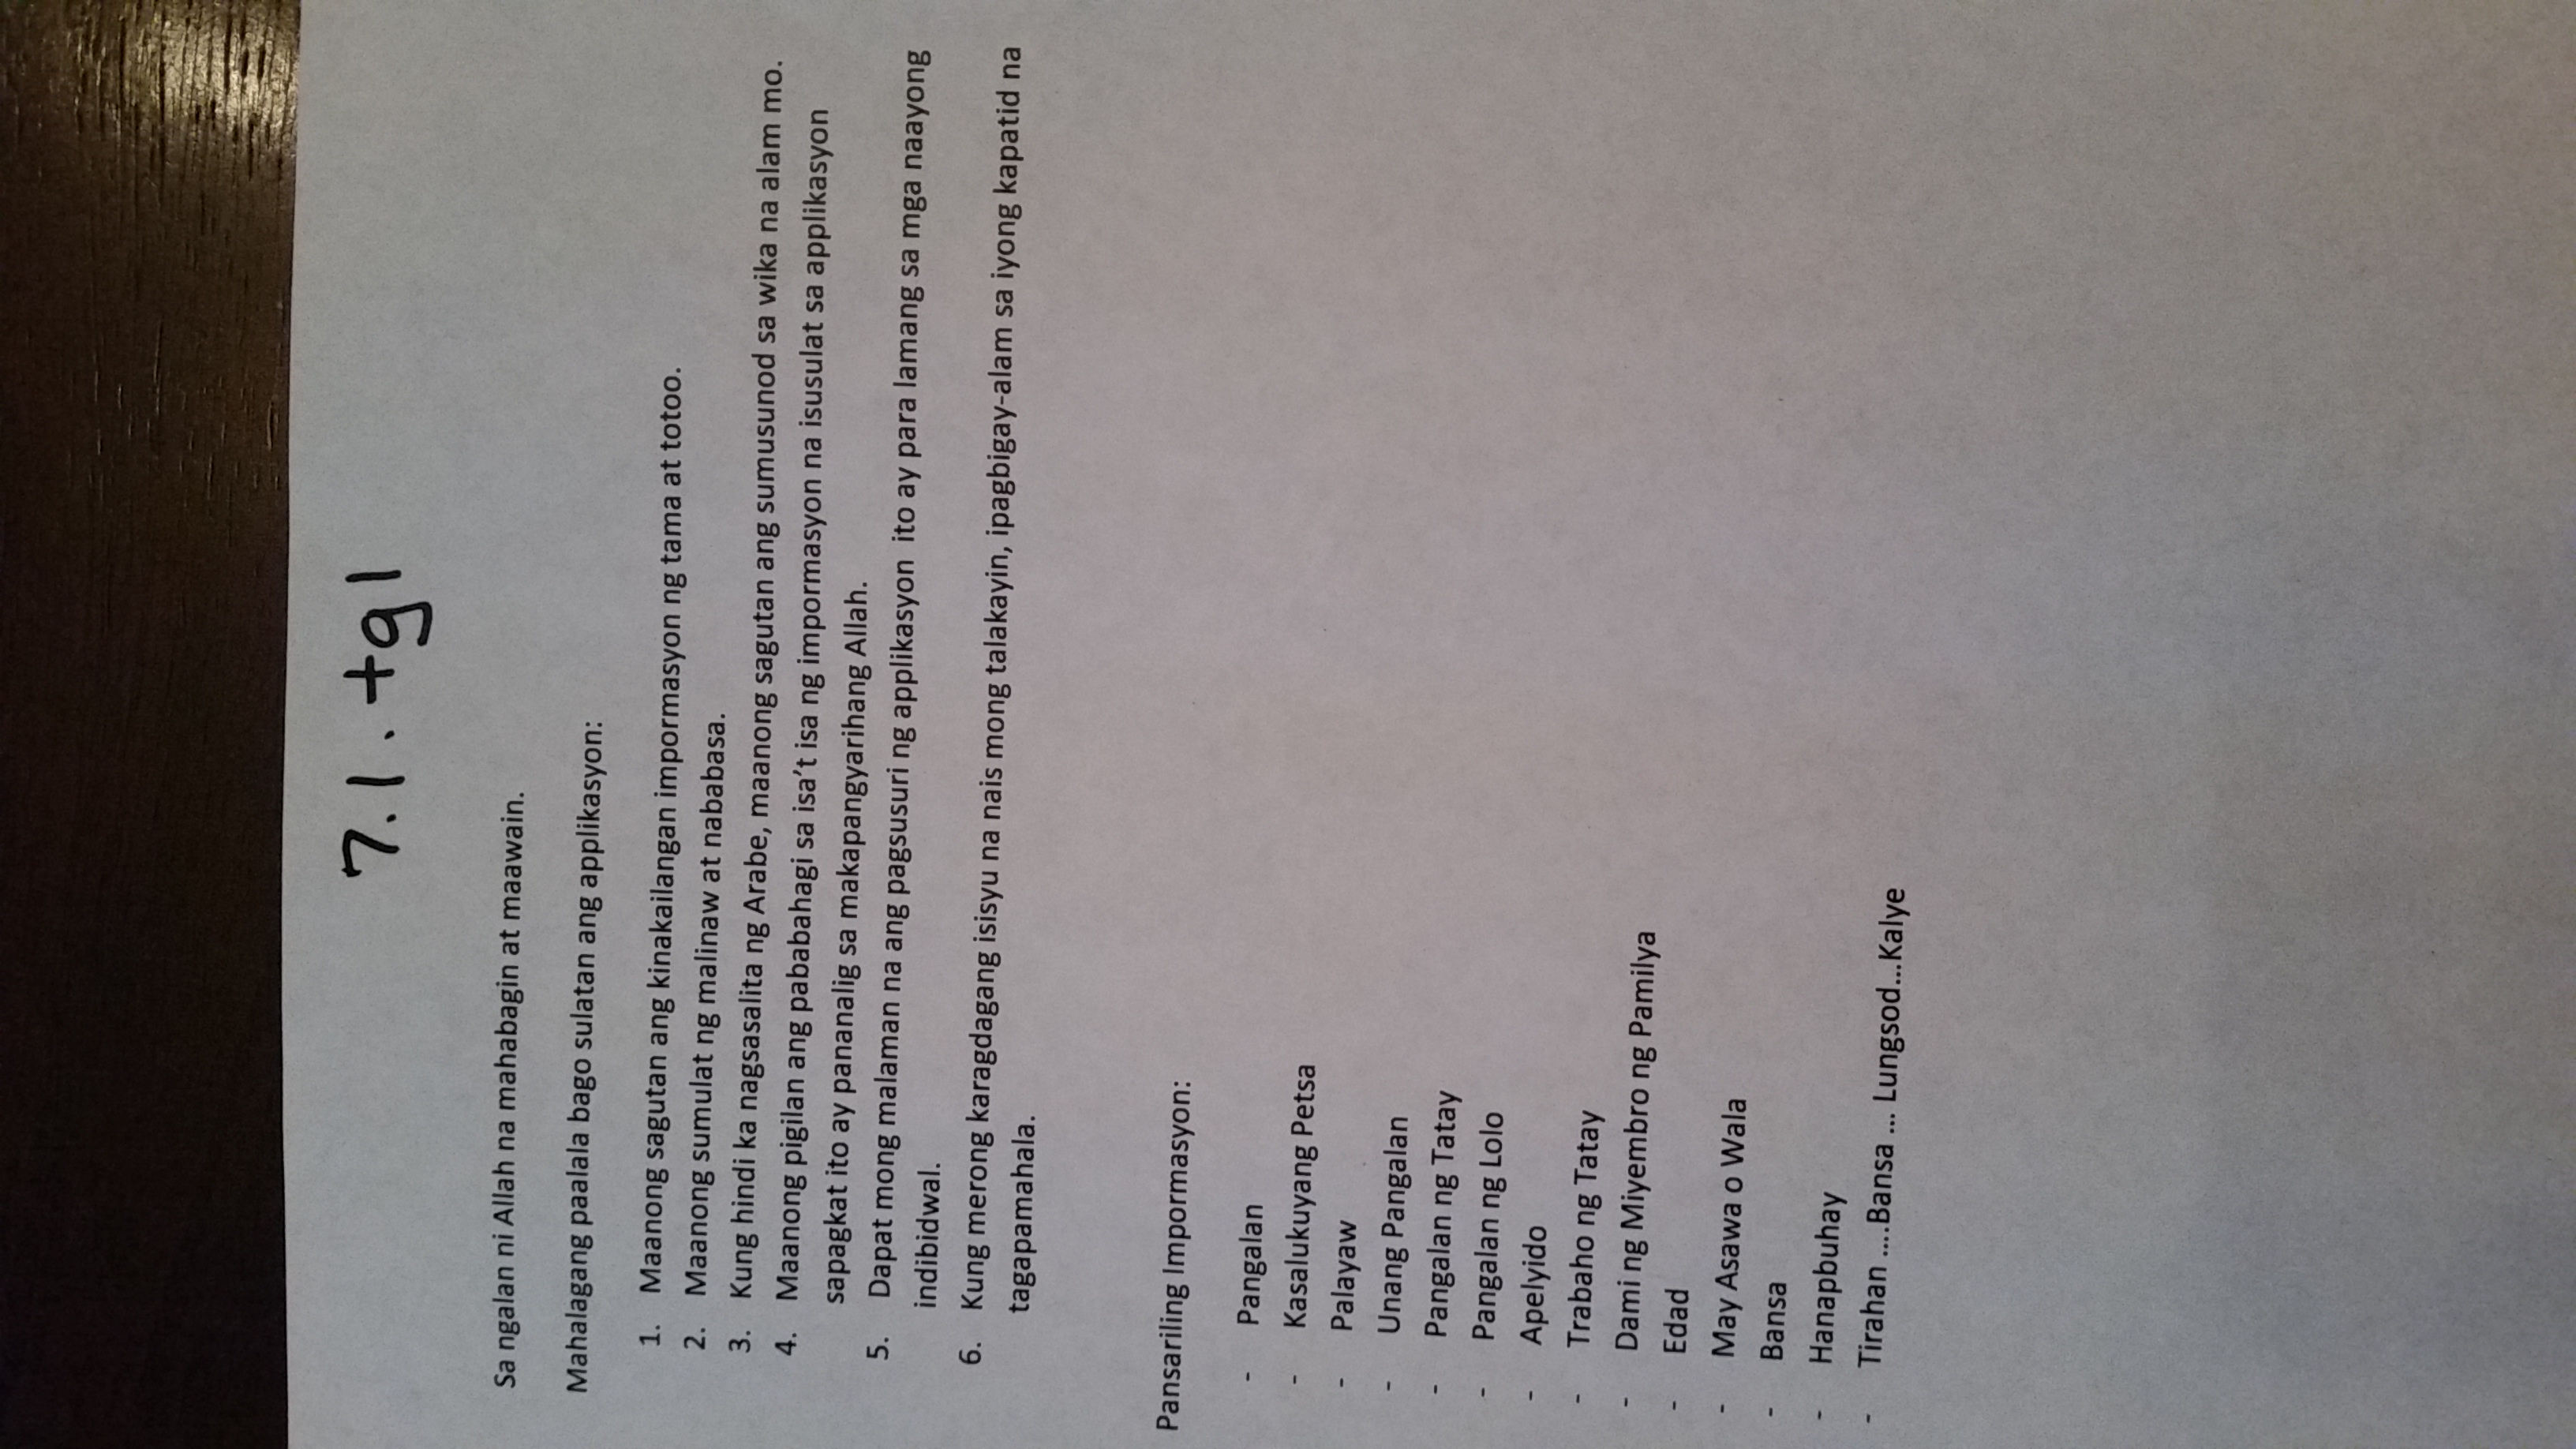 7.1.tgl
Sa ngalan ni Allah na mahabagin at maawain.
Mahalagang paalala bago sulatan ang applikasyon:
1. Maanong sagutan ang kinakailangan impormasyon ng tama at totoo.
2. Maanong sumulat ng malinaw at nababasa.
3. Kung hindi ka nagsasalita ng Arabe, maanong sagutan ang sumusunod sa wika na alam mo.
4. Maanong pigilan ang pababahagi sa isa't isa ng impormasyon na isusulat sa applikasyon
sapagkat ito ay pananalig sa makapangyarihang Allah.
5. Dapat mong malaman na ang pagsusuri ng applikasyon ito ay para lamang sa mga naayong
indibidwal.
6. Kung merong karagdagang isisyu na nais mong talakayin, ipagbigay-alam sa iyong kapatid na
tagapamahala.
Pansariling Impormasyon:
- Pangalan
- Kasalukuyang Petsa
- Palayaw
- Unang Pangalan
- Pangalan ng Tatay
- Pangalan ng Lolo
- Apelyido
- Trabaho ng Tatay
- Dami ng Miyembro ng Pamilya
- Edad
- May Asawa o Wala
- Bansa
- Hanapbuhay
- Tirahan ....Bansa ... Lungsod...Kalye